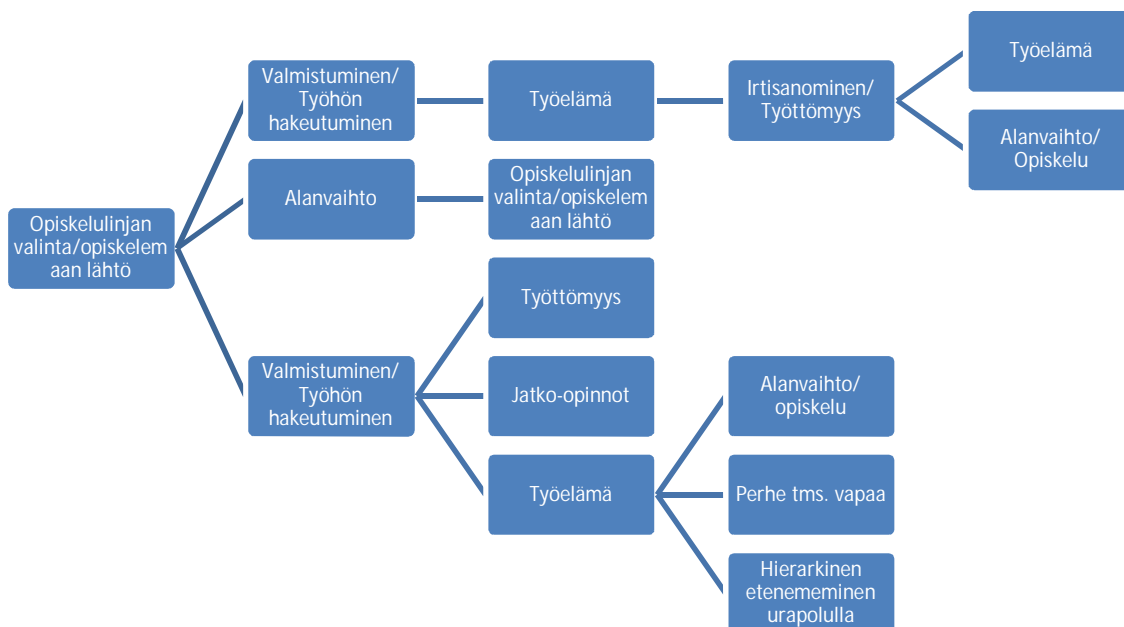 Opiskelulinjan
valinta/opiskelem
aan lähtö
Valmistuminen/
Työhön
hakeutuminen
Työelämä
Irtisanominen/
Työttömyys
Työelämä
Alanvaihto/
Opiskelu
Alanvaihto
Opiskelulinjan
valinta/opiskelem
aan lähtö
Valmistuminen/
Työhön
hakeutuminen
Työttömyys
Jatko-opinnot
Työelämä
Alanvaihto/
opiskelu
Perhe tms. vapaa
Hierarkinen
etenememinen
urapolulla